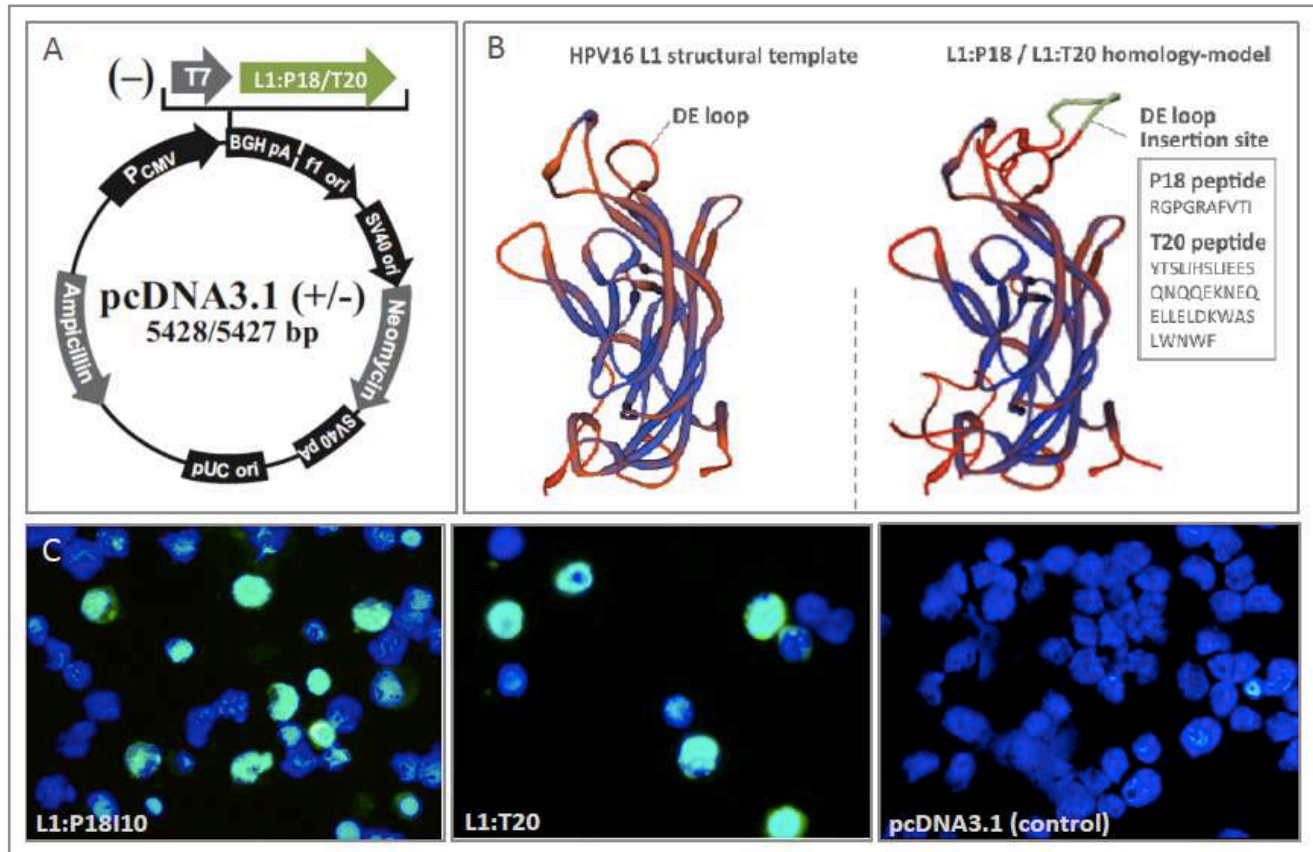 A
(–)
T7
L1:P18/T20
PCMV
BGH pA
f1 ori
SV40 ori
Neomycin
SV40 pA
pUC ori
Ampicillin
pcDNA3.1 (+/-)
5428/5427 bp
B
HPV16 L1 structural template
L1:P18 / L1:T20 homology-model
DE loop
DE loop
Insertion site
P18 peptide
RGPGRAFVTI
T20 peptide
YTSLIHSLIEES
QNQQEKNEQ
ELLELDKWAS
LWNWF
C
L1:P18I10
L1:T20
pcDNA3.1 (control)